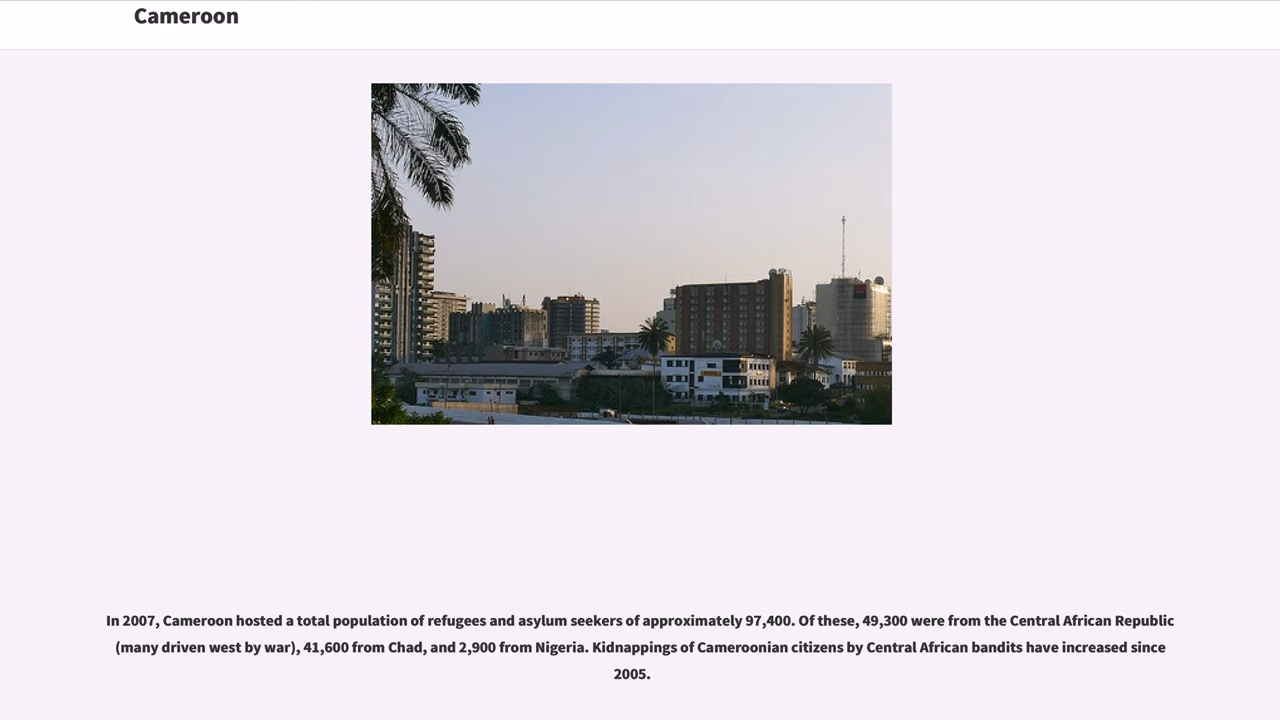 Cameroon
In 2007, Cameroon hosted a total population of refugees and asylum seekers of approximately 97,400. Of these, 49,300 were from the Central African Republic
(many driven west by war), 41,600 from Chad, and 2,900 from Nigeria. Kidnappings of Cameroonian citizens by Central African bandits have increased since
2005.